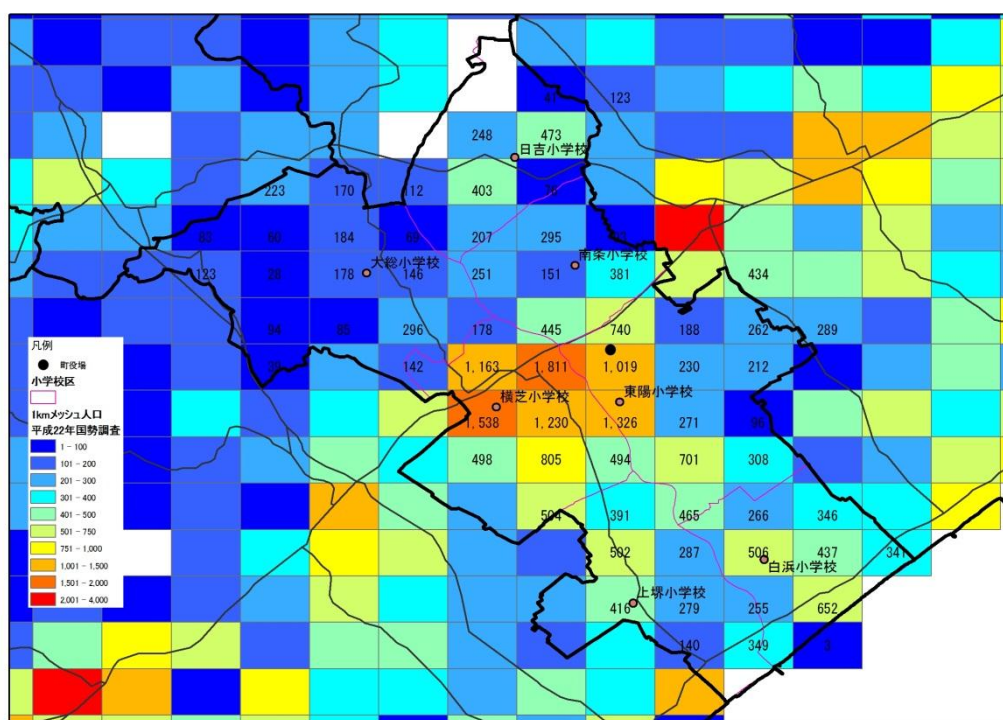 41 123
248 473
日吉小学校
223 170 112 403 76
63 60 184 69 207 295
大総小学校 南条小学校
123 28 178 146 251 151 381 434
94 85 296 178 445 740 188 262 289
142 1,163 1,811 1,019 230 212
横芝小学校 東陽小学校
1,538 1,230 1,326 271 96
498 805 494 701 308
504 391 465 266 346
502 287 506 437 341
白浜小学校
上堺小学校
416 279 255 652
140 349 3
凡例
町役場
小学校区
1kmメッシュ人口
平成22年国勢調査
1 - 100
101 - 200
201 - 300
301 - 400
401 - 500
501 - 750
751 - 1,000
1,001 - 1,500
1,501 - 2,000
2,001 - 4,000